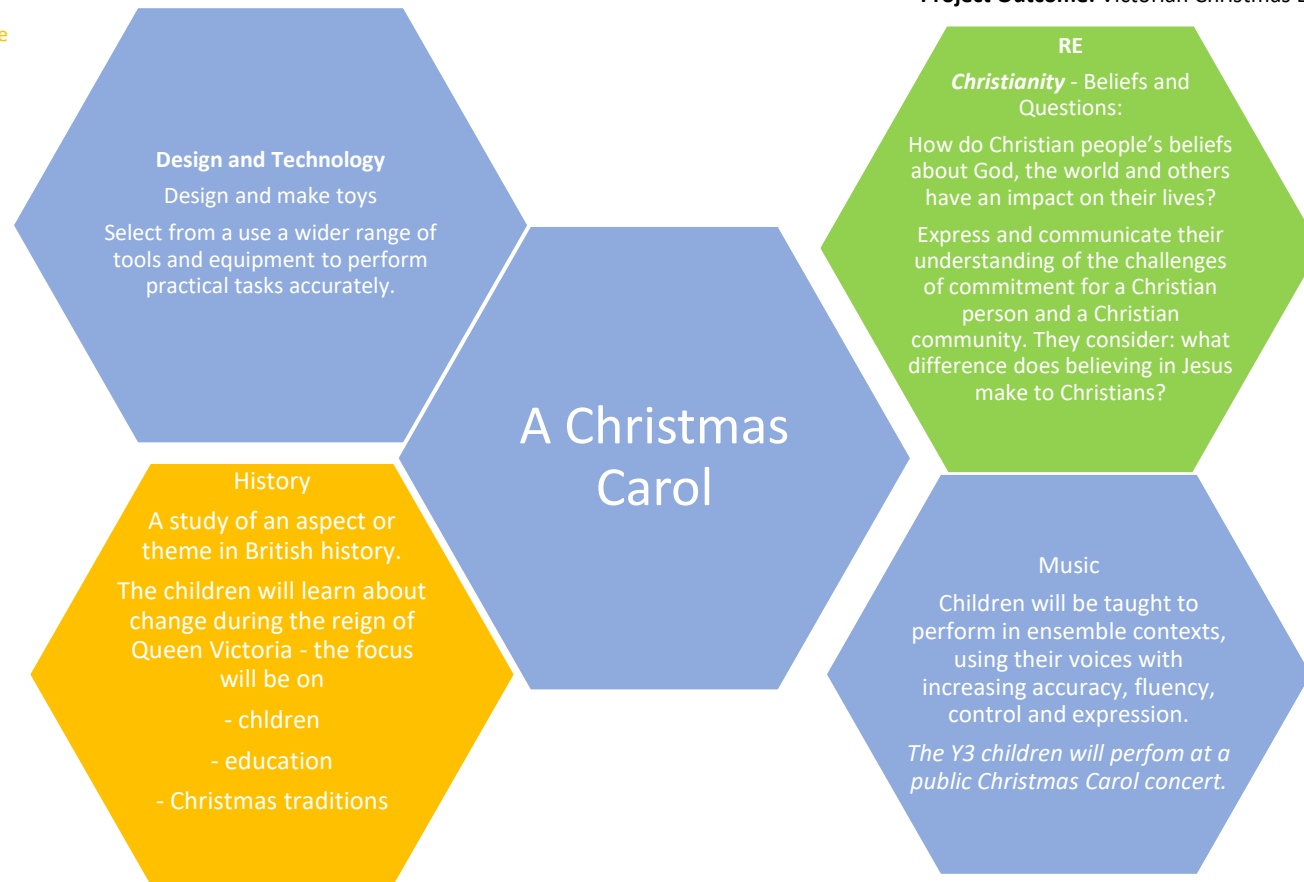 Project Outcome: Victorian Christmas
e
Design and Technology
Design and make toys
Select from a use a wider range of
tools and equipment to perform
practical tasks accurately.
RE
Christianity - Beliefs and
Questions:
How do Christian people’s beliefs
about God, the world and others
have an impact on their lives?
Express and communicate their
understanding of the challenges
of commitment for a Christian
person and a Christian
community. They consider: what
difference does believing in Jesus
make to Christians?
A Christmas
Carol
History
A study of an aspect or
theme in British history.
The children will learn about
change during the reign of
Queen Victoria - the focus
will be on
- chldren
- education
- Christmas traditions
Music
Children will be taught to
perform in ensemble contexts,
using their voices with
increasing accuracy, fluency,
control and expression.
The Y3 children will perfom at a
public Christmas Carol concert.